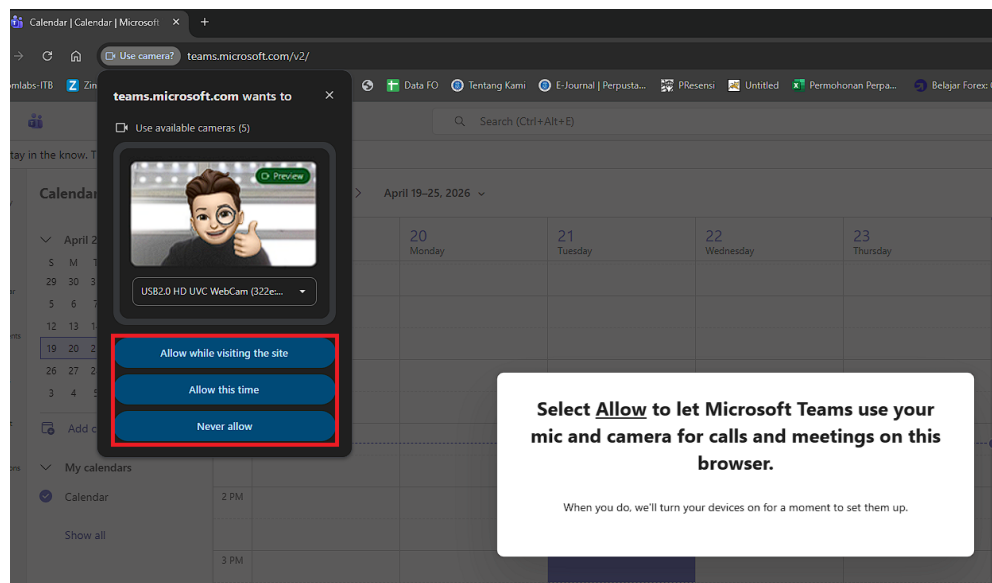 Calendar | Calendar | Microsoft
Use camera?
teams.microsoft.com/v2/
omlabs-ITB
Zin
Data FO
Tentang Kami
E-Journal | Perpusta...
PResensi
Untitled
Permohonan Perpa...
Belajar Forex:
teams.microsoft.com wants to
Use available cameras (5)
Preview
USB2.0 HD UVC WebCam (322e:...
Allow while visiting the site
Allow this time
Never allow
Search (Ctrl+Alt+E)
tay in the know. T
Calendar
April 19–25, 2026
April 2
S M T
29 30 3
5 6 7
12 13 1
19 20 2
26 27 2
3 4 5
Add c
My calendars
Calendar
Show all
20
Monday
21
Tuesday
22
Wednesday
23
Thursday
2 PM
3 PM
Select Allow to let Microsoft Teams use your
mic and camera for calls and meetings on this
browser.
When you do, we'll turn your devices on for a moment to set them up.